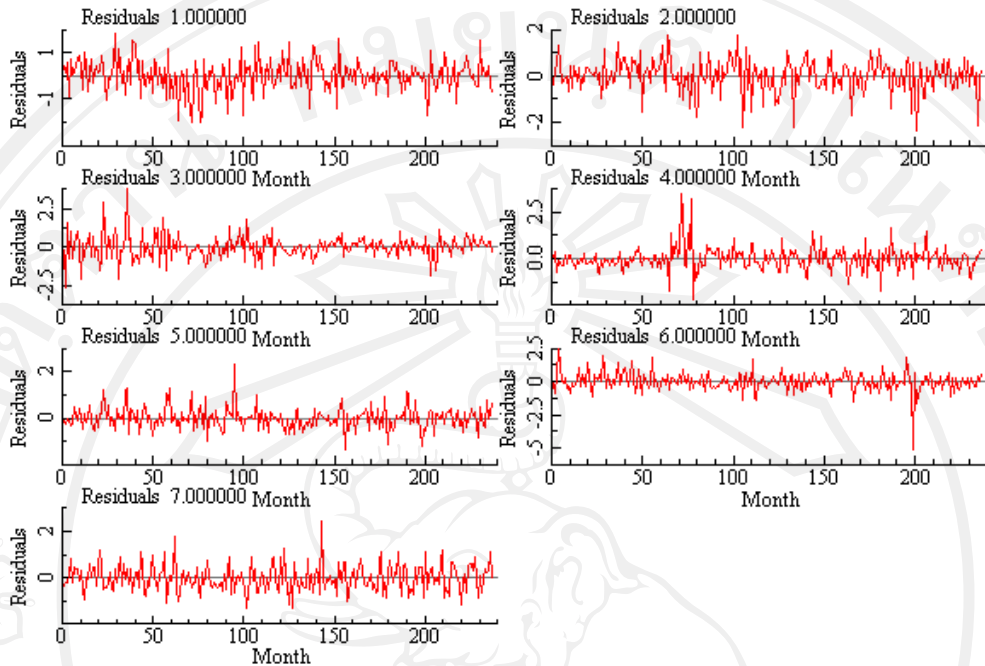 Residuals 1.000000
Residuals
1
-1
0 50 100 150 200
Residuals 2.000000
Residuals
2
0
-2
0 50 100 150 200
Residuals 3.000000 Month
Residuals
2.5
0
-2.5
0 50 100 150 200
Residuals 4.000000 Month
Residuals
2.5
0.0
0 50 100 150 200
Residuals 5.000000 Month
Residuals
2
0
0 50 100 150 200
Residuals 6.000000 Month
Residuals
2.5
0
-2.5
-5
0 50 100 150 200
Month
Residuals 7.000000 Month
Residuals
2
0
0 50 100 150 200
Month